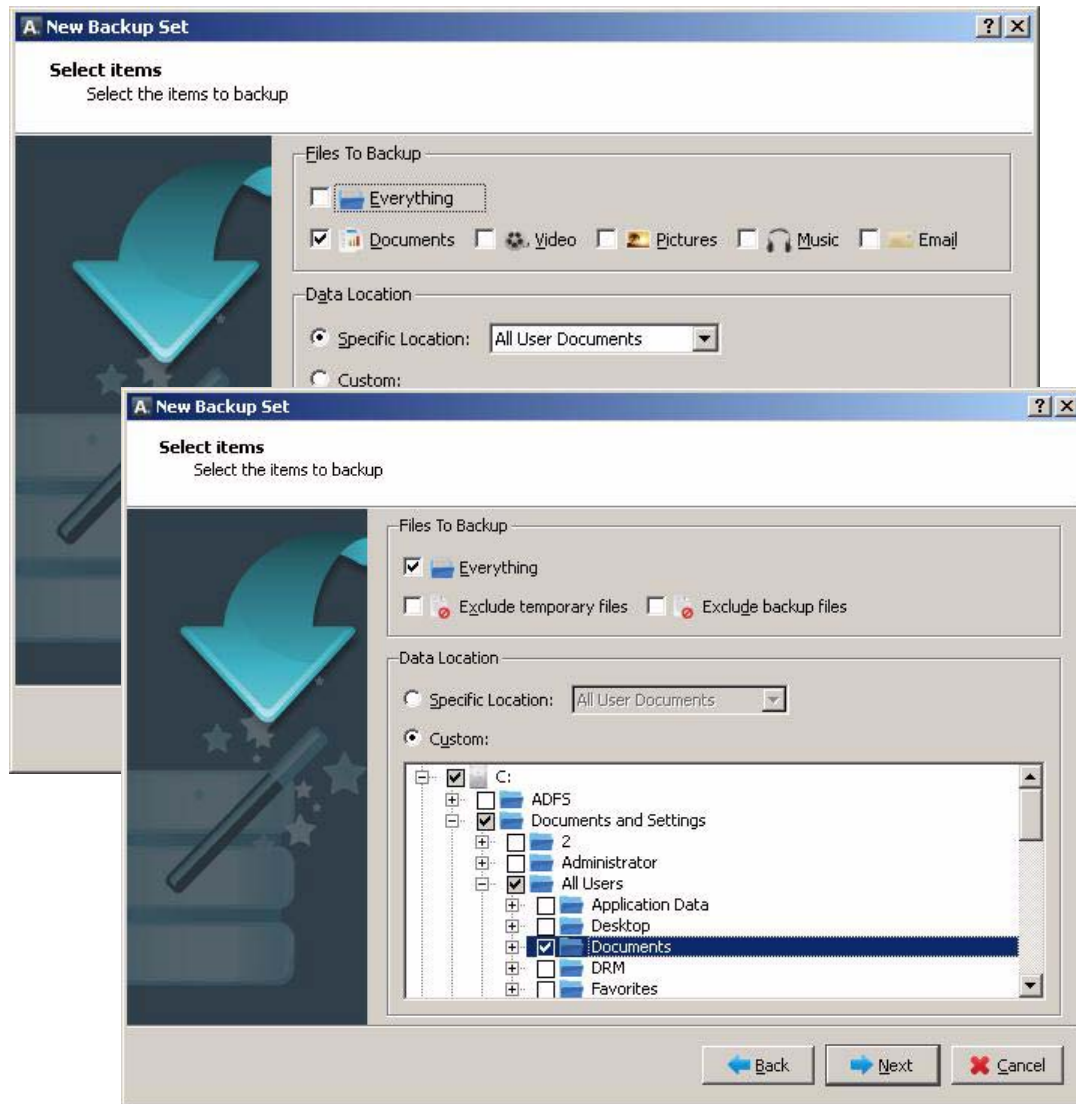 A. New Backup Set
Select items
Select the items to backup
Files To Backup
Everything
Documents Video Pictures Music Email
Data Location
Specific Location: All User Documents
Custom:
A. New Backup Set
Select items
Select the items to backup
Files To Backup
Everything
Exclude temporary files Exclude backup files
Data Location
Specific Location: All User Documents
Custom:
C:
ADFS
Documents and Settings
2
Administrator
All Users
Application Data
Desktop
Documents
DRM
Favorites
Back Next Cancel